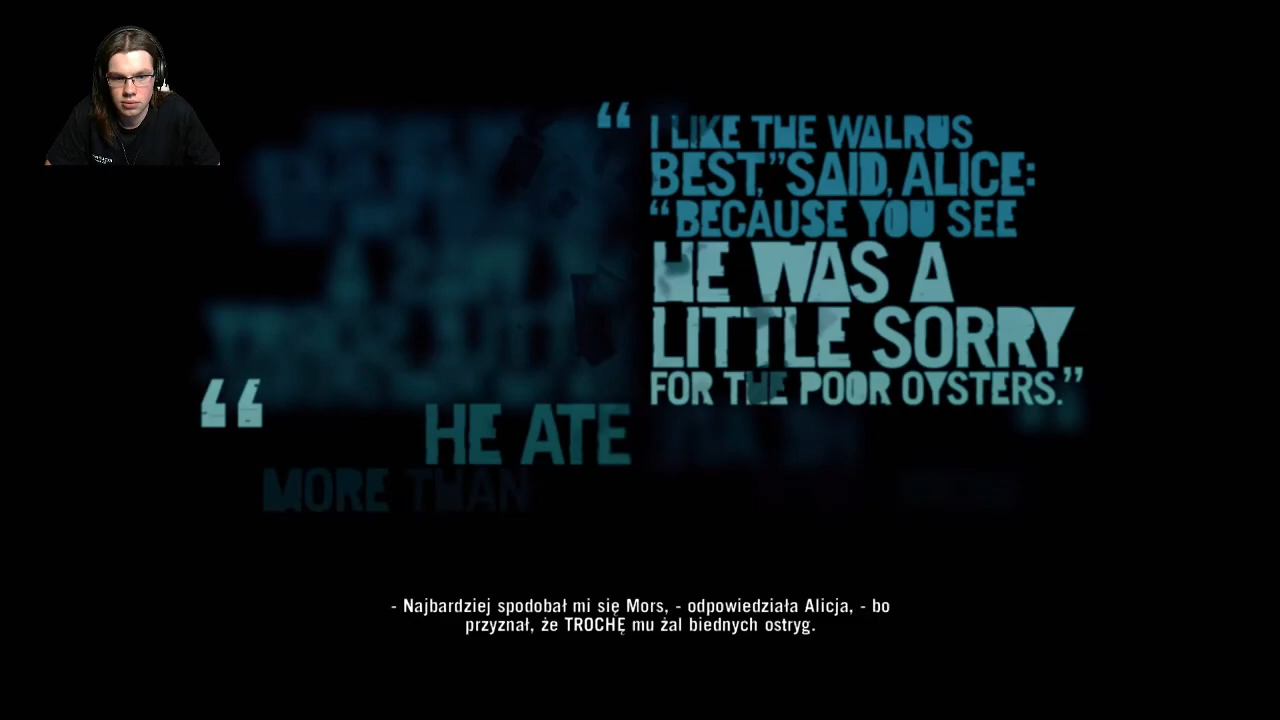 “ I LIKE THE WALRUS
BEST,” SAID, ALICE:
“ BECAUSE YOU SEE
HE WAS A
LITTLE SORRY
FOR THE POOR OYSTERS.”
“ HE ATE
MORE THAN
- Najbardziej spodobał mi się Mors, - odpowiedziała Alicja, - bo
przyznał, że TROCHĘ mu żal biednych ostryg.